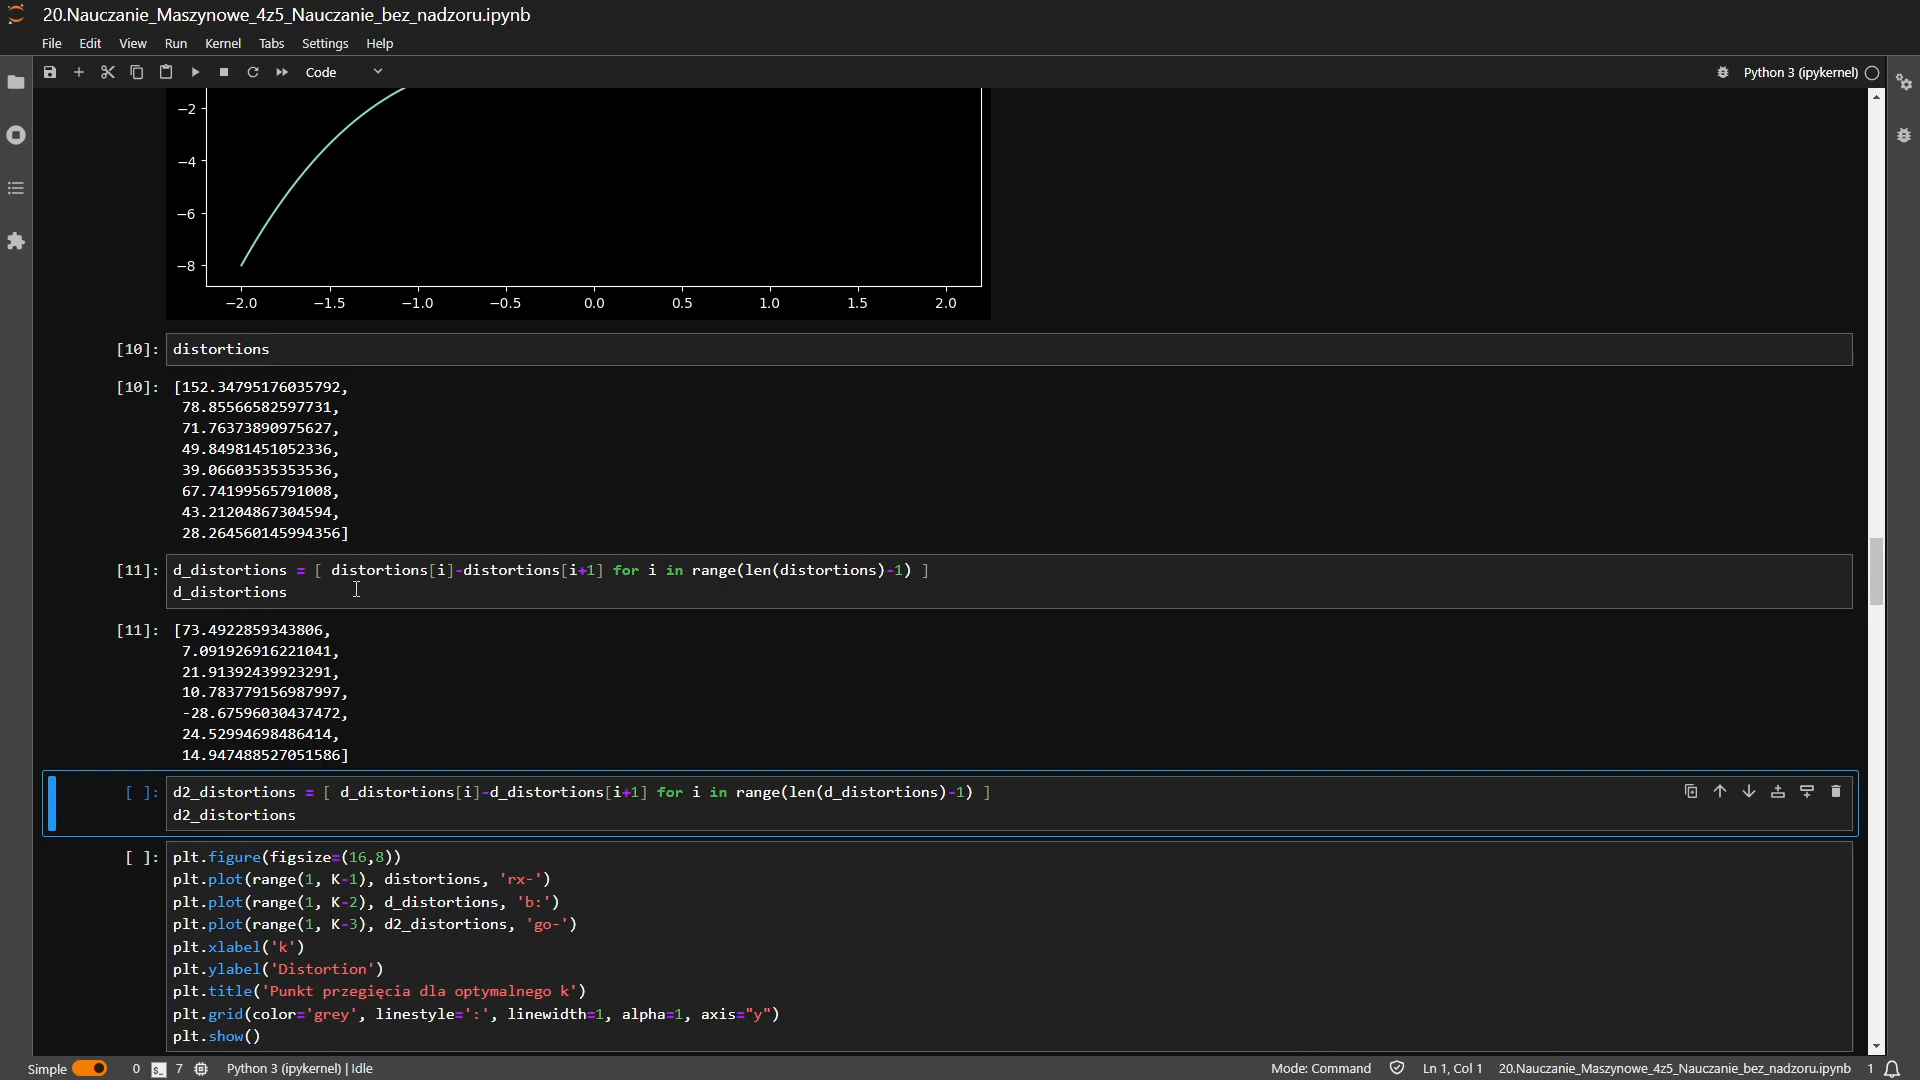 20.Nauczanie_Maszynowe_4z5_Nauczanie_bez_nadzoru.ipynb
File Edit View Run Kernel Tabs Settings Help
Code
Python 3 (ipykernel)
−2
−4
−6
−8
−2.0 −1.5 −1.0 −0.5 0.0 0.5 1.0 1.5 2.0
[10]: distortions
[10]: [152.34795176035792,
78.85566582597731,
71.76373890975627,
49.84981451052336,
39.06603535353536,
67.74199565791008,
43.21204867304594,
28.264560145994356]
[11]: d_distortions = [ distortions[i]-distortions[i+1] for i in range(len(distortions)-1) ]
d_distortions
[11]: [73.4922859343806,
7.091926916221041,
21.91392439923291,
10.783779156987997,
-28.67596030437472,
24.52994698486414,
14.947488527051586]
[ ]: d2_distortions = [ d_distortions[i]-d_distortions[i+1] for i in range(len(d_distortions)-1) ]
d2_distortions
[ ]: plt.figure(figsize=(16,8))
plt.plot(range(1, K-1), distortions, 'rx-')
plt.plot(range(1, K-2), d_distortions, 'b:')
plt.plot(range(1, K-3), d2_distortions, 'go-')
plt.xlabel('k')
plt.ylabel('Distortion')
plt.title('Punkt przegięcia dla optymalnego k')
plt.grid(color='grey', linestyle=':', linewidth=1, alpha=1, axis="y")
plt.show()
Simple 0 $_ 7 Python 3 (ipykernel) | Idle Mode: Command Ln 1, Col 1 20.Nauczanie_Maszynowe_4z5_Nauczanie_bez_nadzoru.ipynb 1